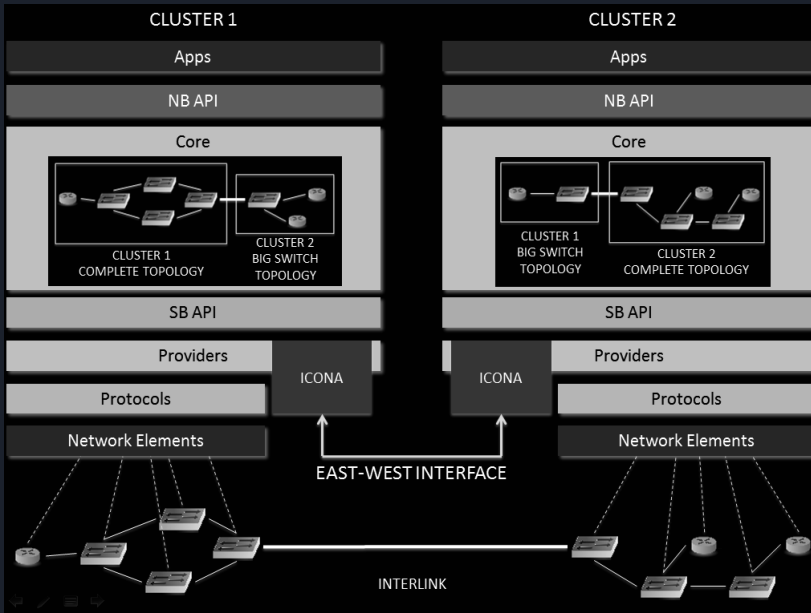 CLUSTER 1
CLUSTER 2
Apps
Apps
NB API
NB API
Core
Core
CLUSTER 1
COMPLETE TOPOLOGY
CLUSTER 2
BIG SWITCH
TOPOLOGY
CLUSTER 1
BIG SWITCH
TOPOLOGY
CLUSTER 2
COMPLETE TOPOLOGY
SB API
SB API
Providers
ICONA
ICONA
Providers
Protocols
Protocols
Network Elements
Network Elements
EAST-WEST INTERFACE
INTERLINK